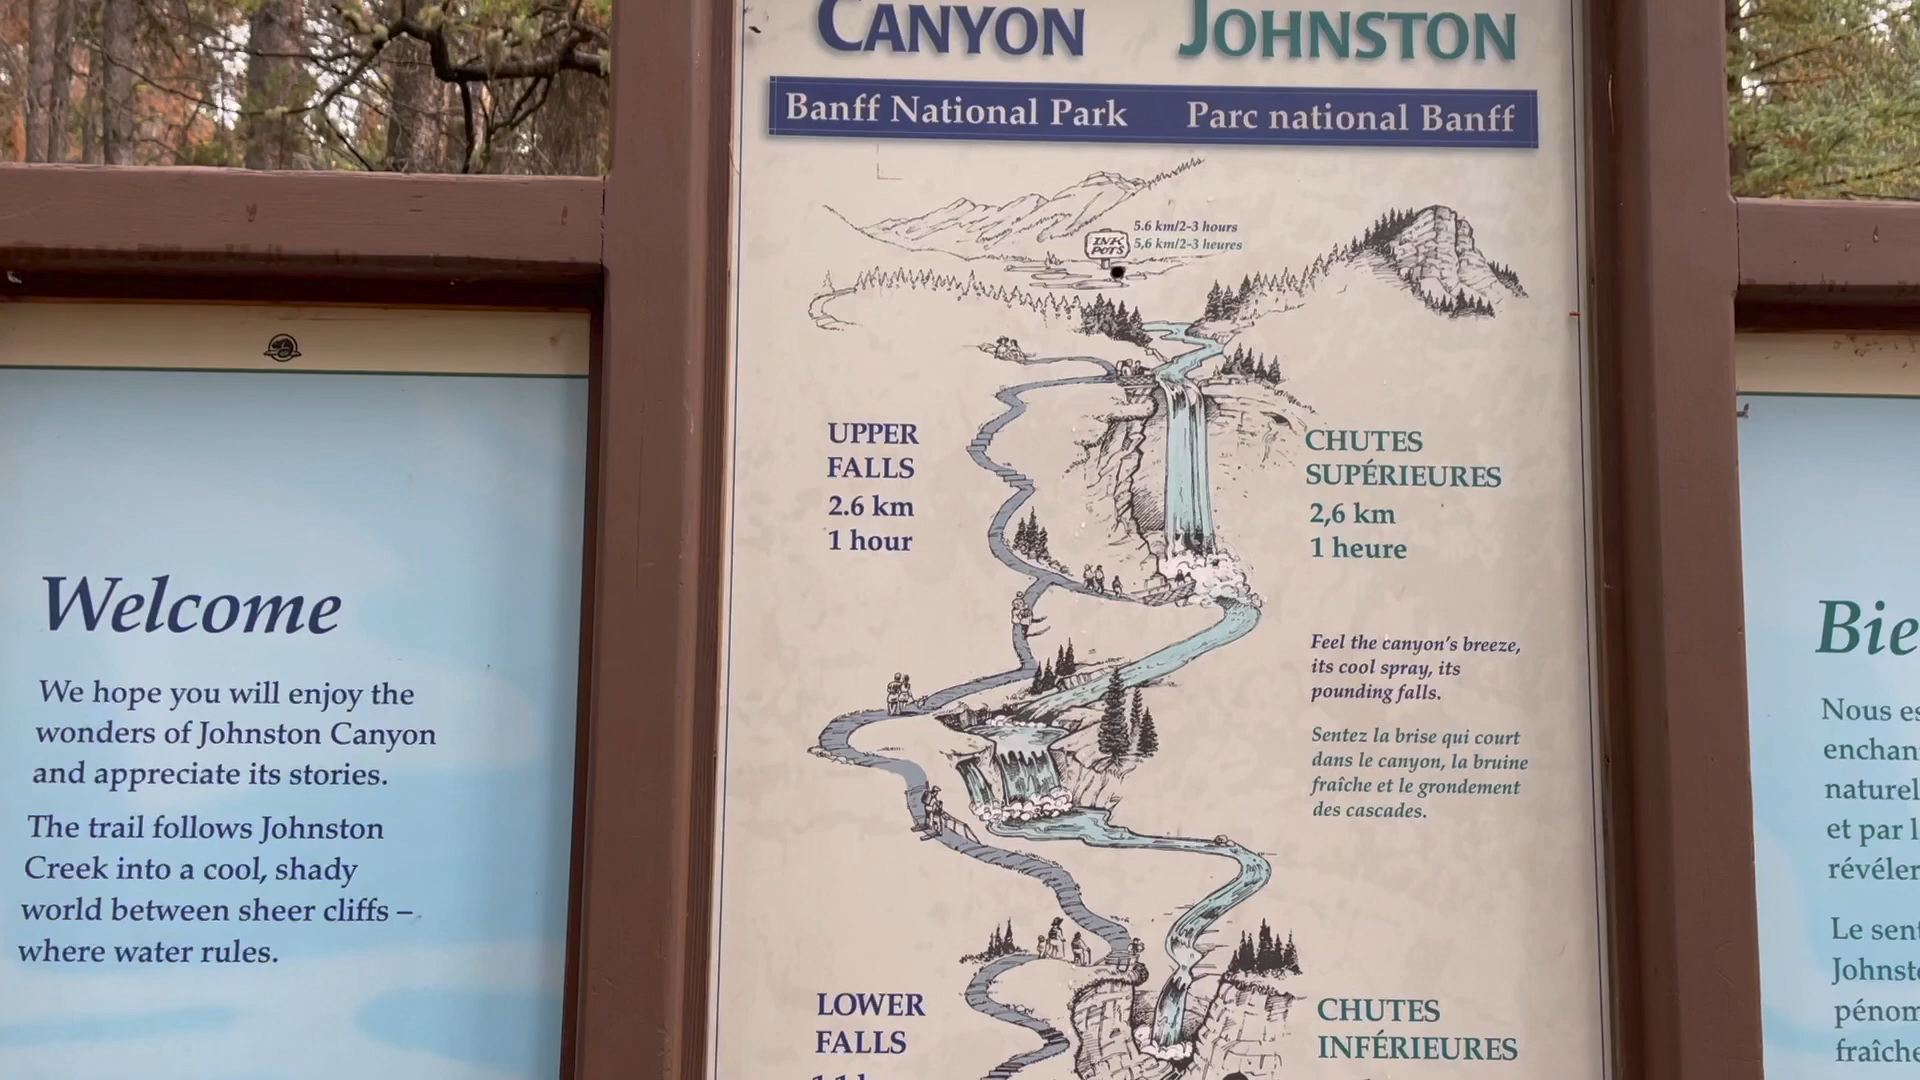 CANYON JOHNSTON
Banff National Park Parc national Banff
5.6 km/2-3 hours
INK
POTS
5,6 km/2-3 heures
UPPER
FALLS
2.6 km
1 hour
CHUTES
SUPÉRIEURES
2,6 km
1 heure
Feel the canyon's breeze,
its cool spray, its
pounding falls.
Sentez la brise qui court
dans le canyon, la bruine
fraîche et le grondement
des cascades.
LOWER
FALLS
CHUTES
INFÉRIEURES
Welcome
We hope you will enjoy the
wonders of Johnston Canyon
and appreciate its stories.
The trail follows Johnston
Creek into a cool, shady
world between sheer cliffs –
where water rules.
Bie
Nous es
enchan
naturel
et par l
révéler
Le sent
Johnsto
pénom
fraîche